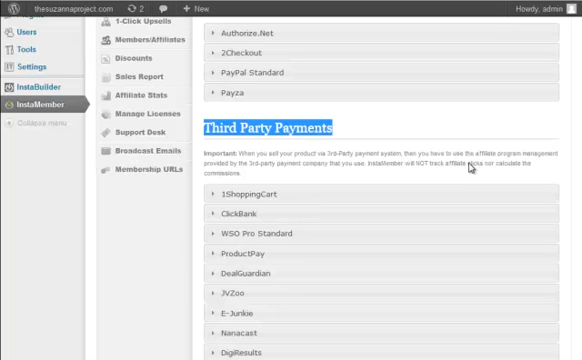 thesuzannaproject.com 2 New Howdy, admin
Users
Tools
Settings
InstaBuilder
InstaMember
Collapse menu
1-Click Upsells
Members/Affiliates
Discounts
Sales Report
Affiliate Stats
Manage Licenses
Support Desk
Broadcast Emails
Membership URLs
Authorize.Net
2Checkout
PayPal Standard
Payza
Third Party Payments
Important: When you sell your product via 3rd-Party payment system, then you have to use the affiliate program management
provided by the 3rd-party payment company that you use. InstaMember will NOT track affiliate clicks nor calculate the
commissions.
1ShoppingCart
ClickBank
WSO Pro Standard
ProductPay
DealGuardian
JVZoo
E-Junkie
Nanacast
DigiResults